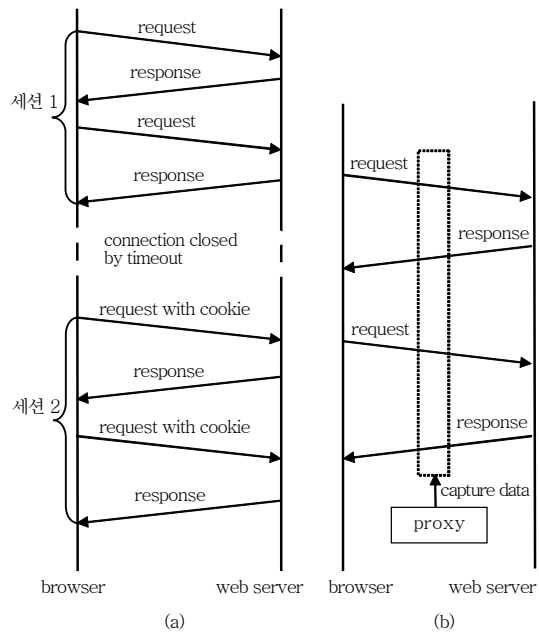 request
response
세션 1
request
response
connection closed
by timeout
request with cookie
response
세션 2
request with cookie
response
browser
web server
(a)
request
response
request
response
capture data
proxy
browser
web server
(b)